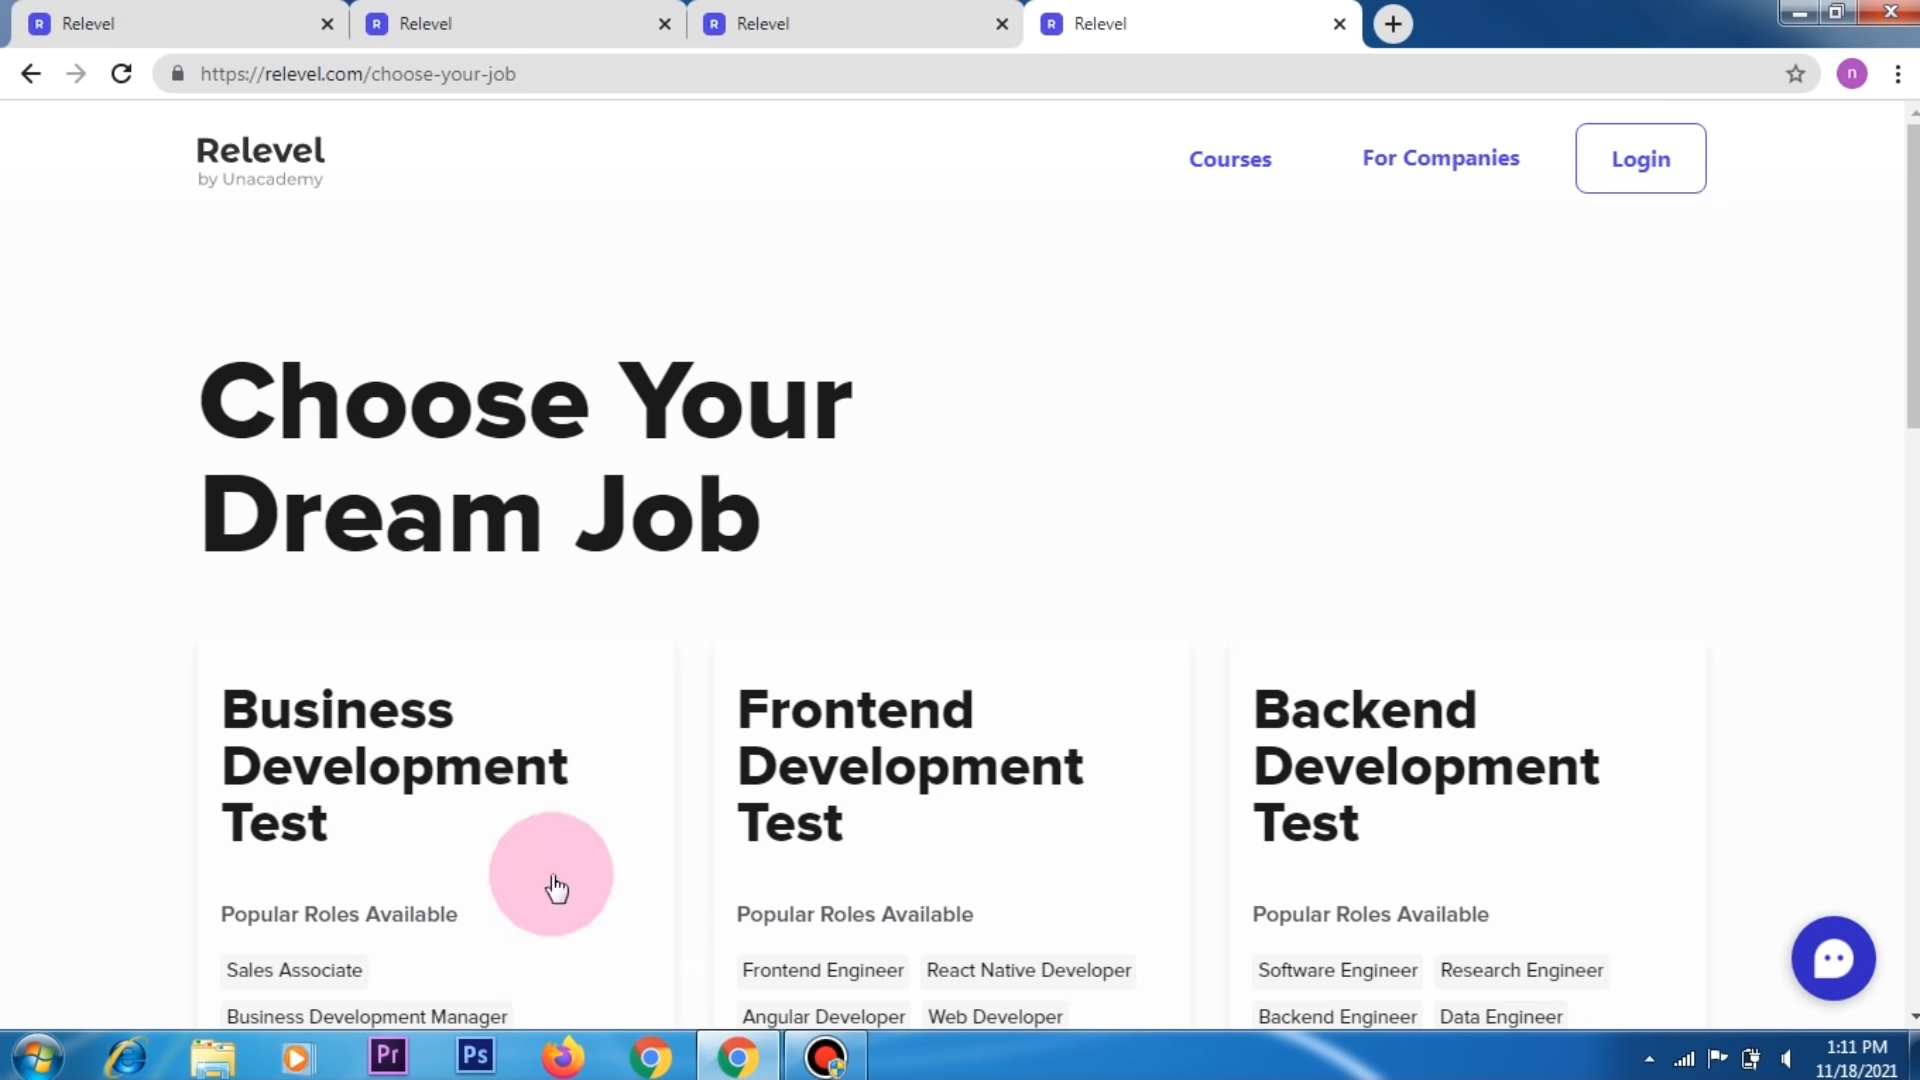 Relevel
Relevel
Relevel
Relevel
https://relevel.com/choose-your-job
n
Relevel
by Unacademy
Courses
For Companies
Login
Choose Your
Dream Job
Business
Development
Test
Popular Roles Available
Sales Associate
Business Development Manager
Frontend
Development
Test
Popular Roles Available
Frontend Engineer React Native Developer
Angular Developer Web Developer
Backend
Development
Test
Popular Roles Available
Software Engineer Research Engineer
Backend Engineer Data Engineer
Pr
Ps
1:11 PM
11/18/2021